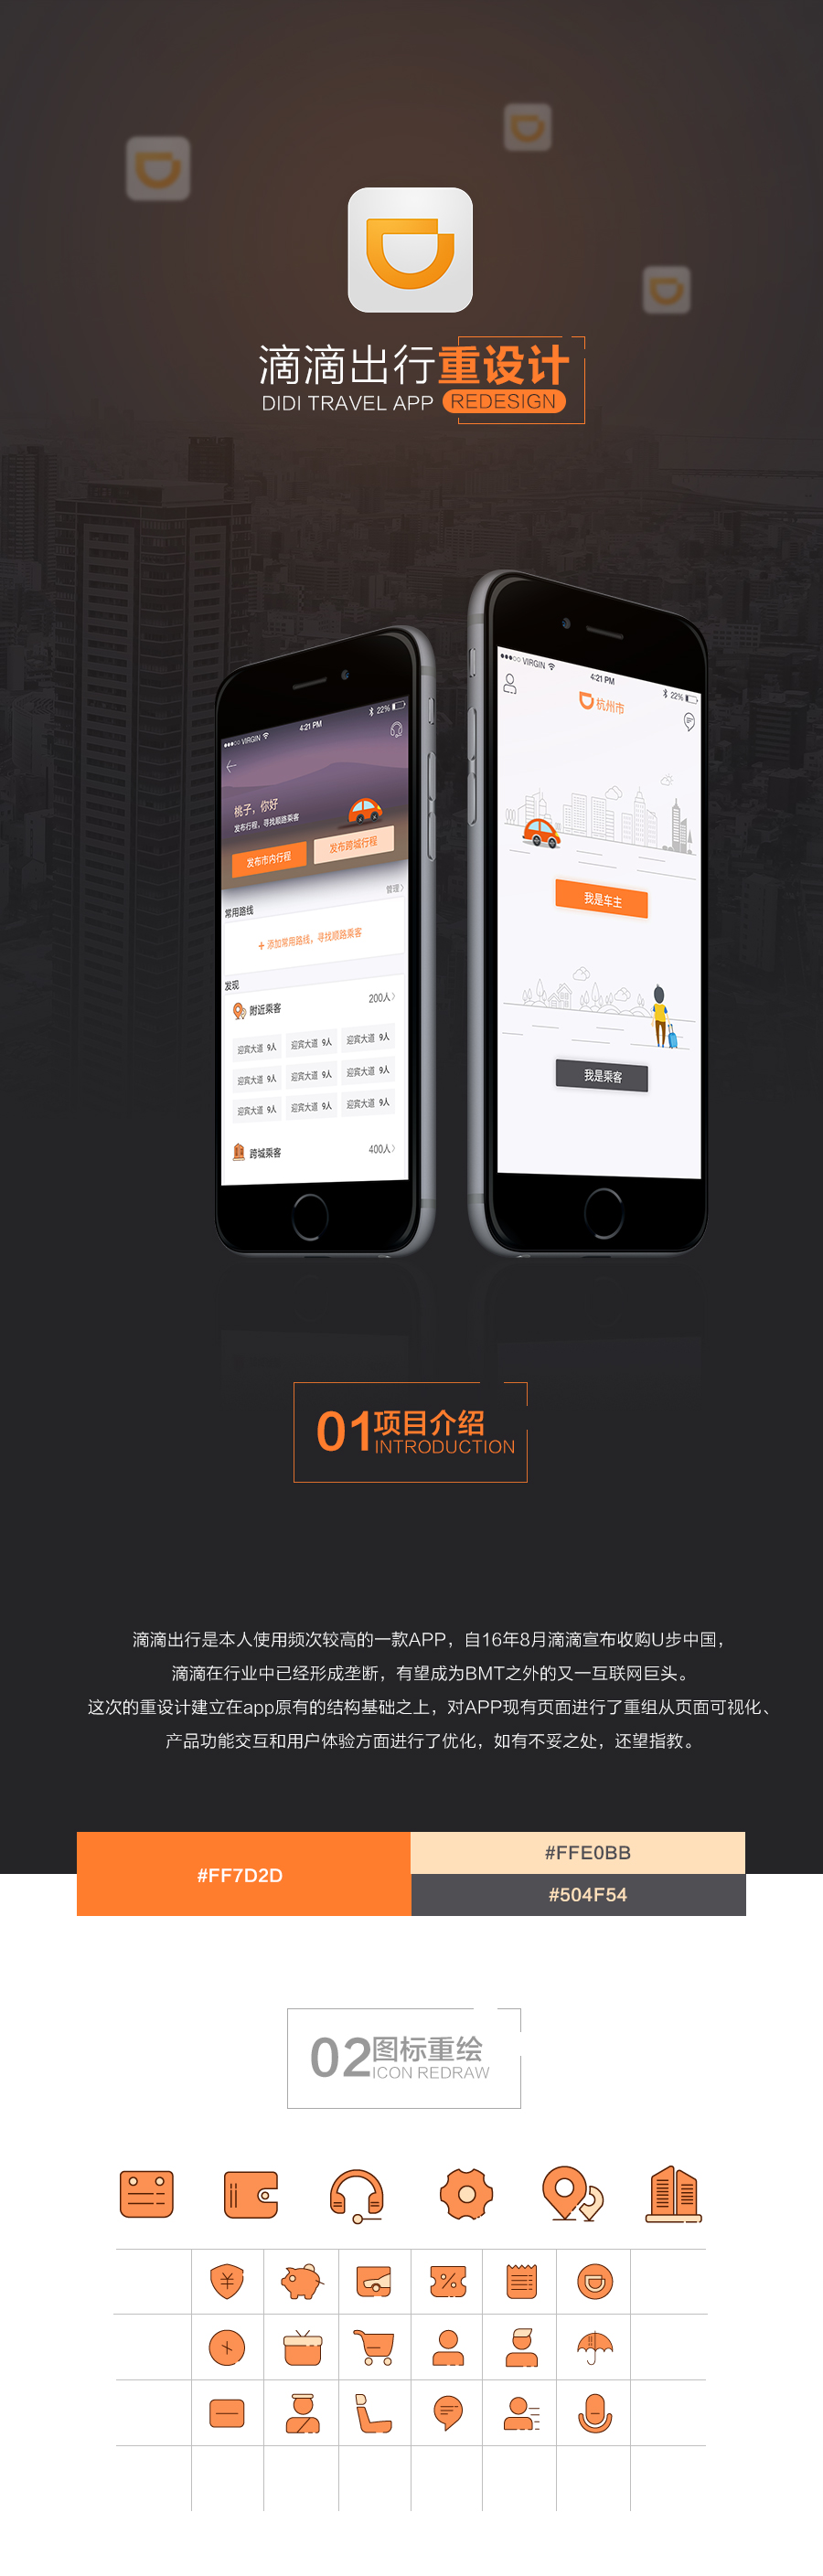 滴滴出行重设计
DIDI TRAVEL APP REDESIGN
VIRGIN 4:21 PM 22%
桃子，你好
发布行程，寻找顺路乘客
发布市内行程 发布跨城行程
常用路线 管理
+ 添加常用路线，寻找顺路乘客
发现
附近乘客 200人
迎宾大道 9人 迎宾大道 9人 迎宾大道 9人
迎宾大道 9人 迎宾大道 9人 迎宾大道 9人
迎宾大道 9人 迎宾大道 9人 迎宾大道 9人
跨城乘客 400人
VIRGIN 4:21 PM 22%
杭州市
我是车主
我是乘客
01项目介绍
INTRODUCTION
滴滴出行是本人使用频次较高的一款APP，自16年8月滴滴宣布收购U步中国，
滴滴在行业中已经形成垄断，有望成为BMT之外的又一互联网巨头。
这次的重设计建立在app原有的结构基础之上，对APP现有页面进行了重组从页面可视化、
产品功能交互和用户体验方面进行了优化，如有不妥之处，还望指教。
#FF7D2D
#FFE0BB
#504F54
02图标重绘
ICON REDRAW